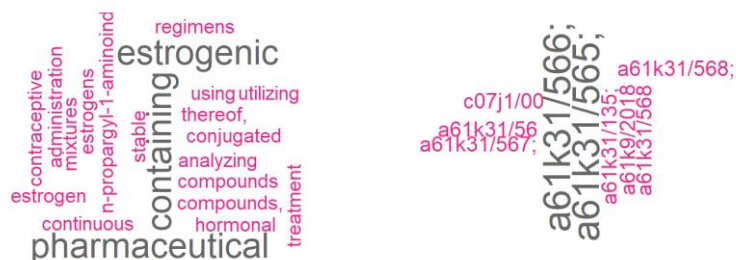 regimens
estrogenic
contraceptive
administration
mixtures
estrogens
n-propargyl-1-aminoind
stable
containing
using utilizing
thereof,
conjugated
analyzing
compounds
compounds,
hormonal
treatment
estrogen
continuous
pharmaceutical
a61k31/566;
a61k31/565;
a61k31/568;
c07j1/00
a61k31/56
a61k31/567;
a61k31/135;
a61k9/2018
a61k31/568